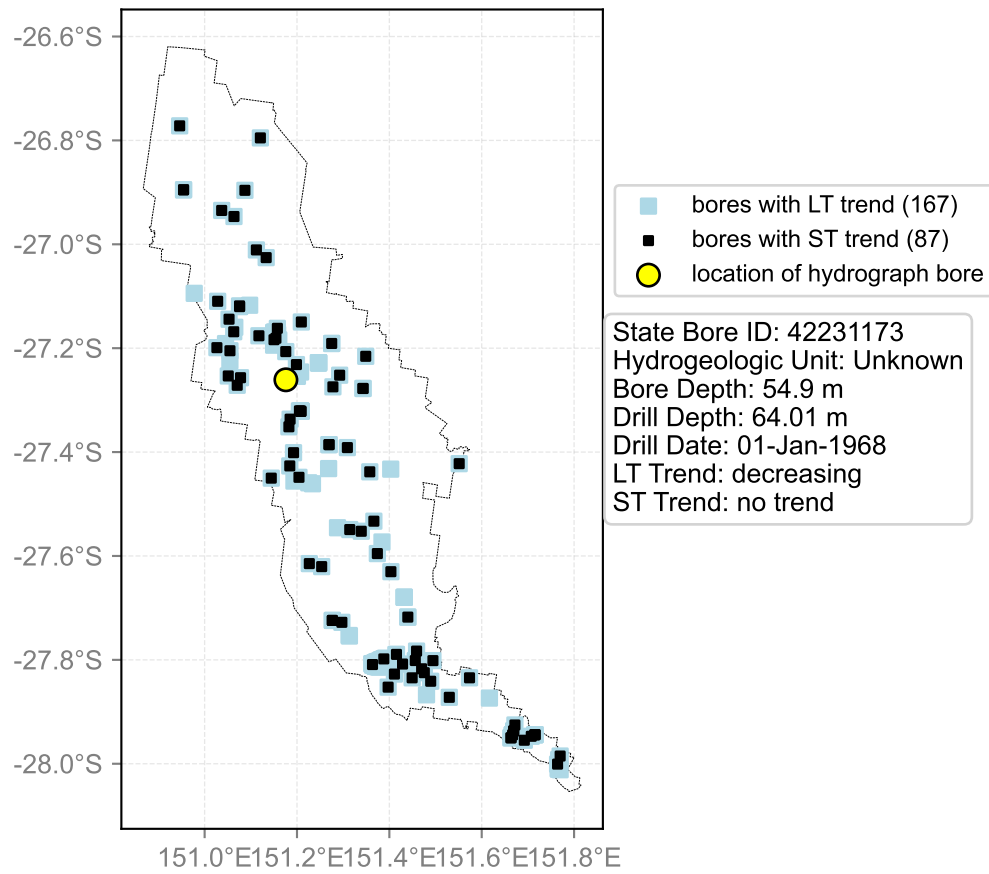 -26.6°S
-26.8°S
-27.0°S
-27.2°S
-27.4°S
-27.6°S
-27.8°S
-28.0°S
151.0°E151.2°E151.4°E151.6°E151.8°E
bores with LT trend (167)
bores with ST trend (87)
location of hydrograph bore
State Bore ID: 42231173
Hydrogeologic Unit: Unknown
Bore Depth: 54.9 m
Drill Depth: 64.01 m
Drill Date: 01-Jan-1968
LT Trend: decreasing
ST Trend: no trend